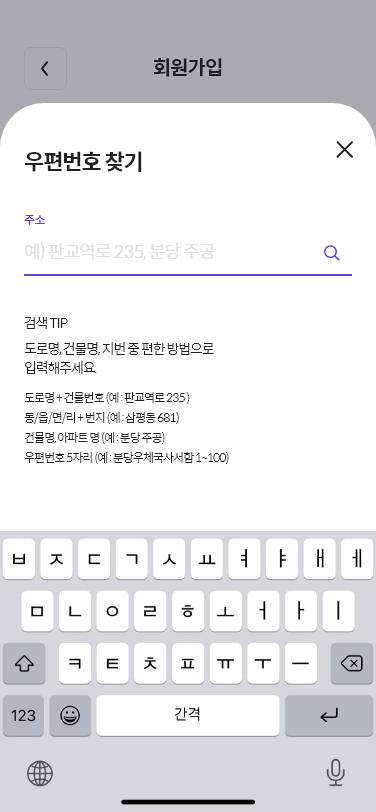 회원가입
우편번호 찾기
주소
예) 판교역로 235, 분당 주공
검색 TIP
도로명, 건물명, 지번 중 편한 방법으로
입력해주세요.
도로명 + 건물번호 (예 : 판교역로 235 )
동/읍/면/리 + 번지 (예 : 삼평동 681)
건물명, 아파트 명 (예 : 분당 주공)
우편번호 5자리 (예 : 분당우체국사서함 1~100)
ㅂ ㅈ ㄷ ㄱ ㅅ ㅛ ㅕ ㅑ ㅐ ㅔ
ㅁ ㄴ ㅇ ㄹ ㅎ ㅗ ㅓ ㅏ ㅣ
ㅋ ㅌ ㅊ ㅍ ㅠ ㅜ ㅡ
123 간격